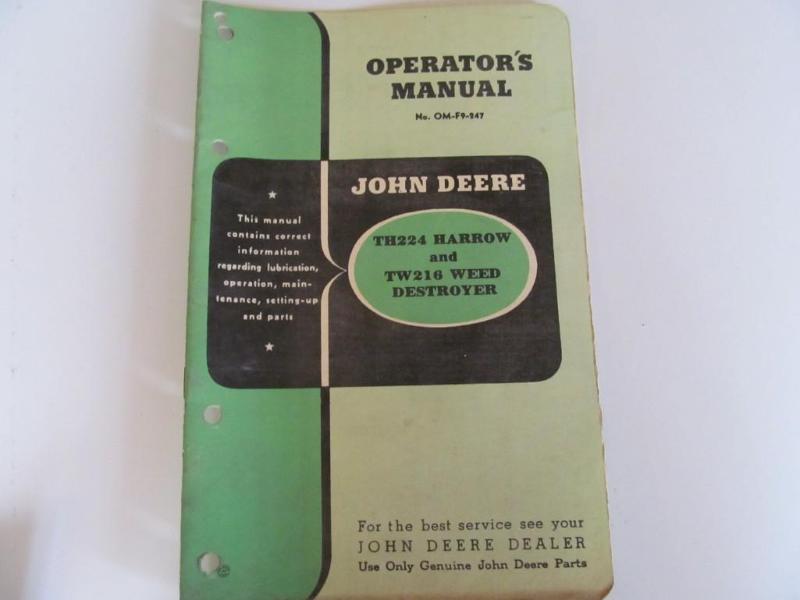 OPERATOR'S
MANUAL
No. OM-F9-247
JOHN DEERE
TH224 HARROW
and
TW216 WEED
DESTROYER
This manual
contains correct
information
regarding lubrication,
operation, main-
tenance, setting-up
and parts
For the best service see your
JOHN DEERE DEALER
Use Only Genuine John Deere Parts